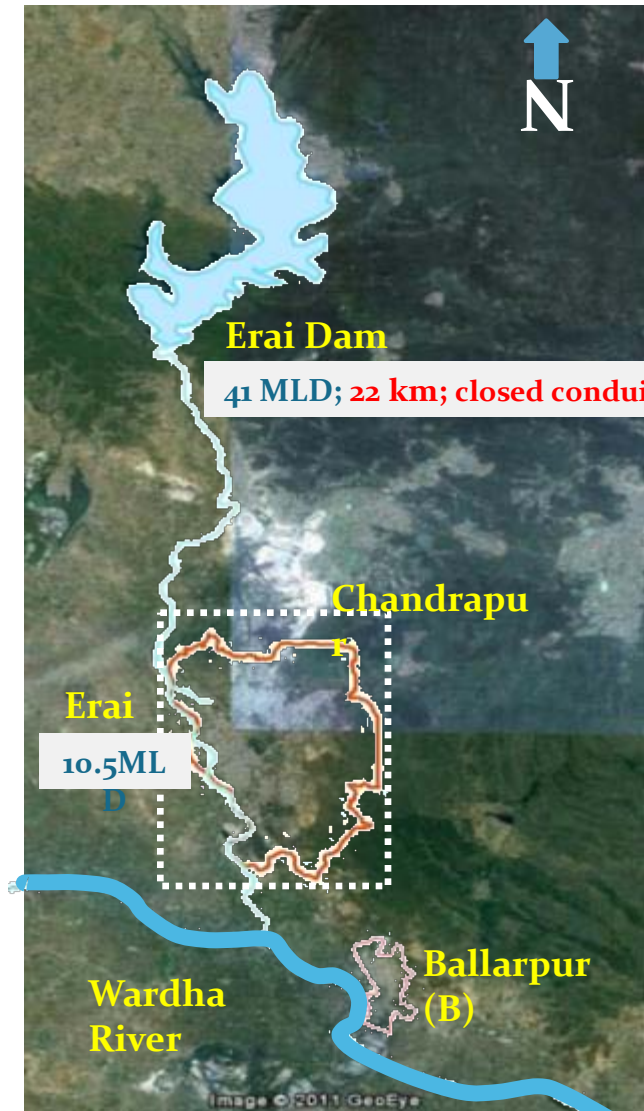 N
Erai Dam
41 MLD; 22 km; closed condui
Chandrapu
r
Erai
10.5ML
D
Ballarpur
(B)
Wardha
River
Image © 2011 GeoEye